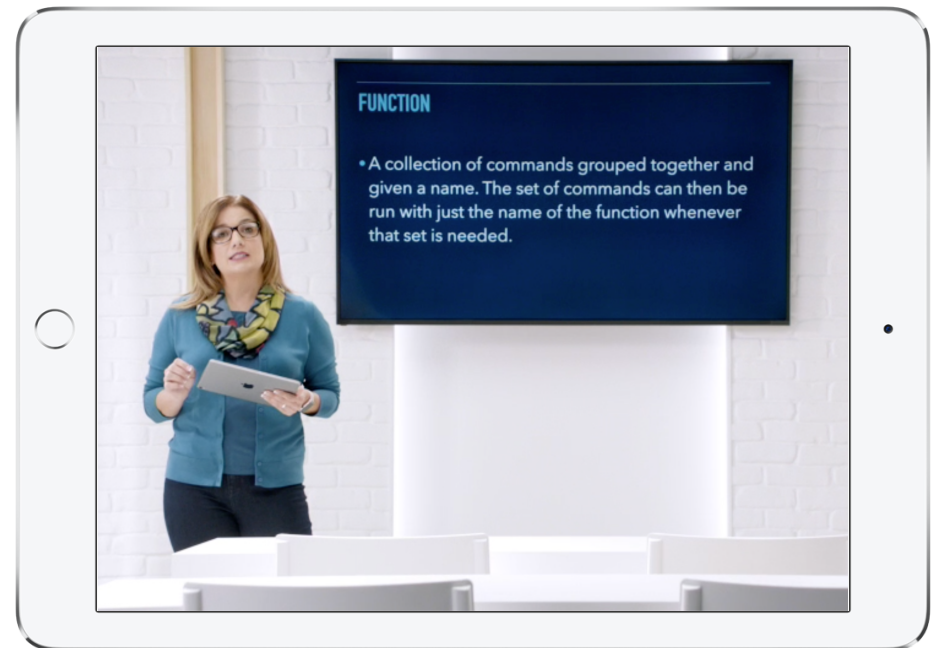 FUNCTION
• A collection of commands grouped together and
given a name. The set of commands can then be
run with just the name of the function whenever
that set is needed.